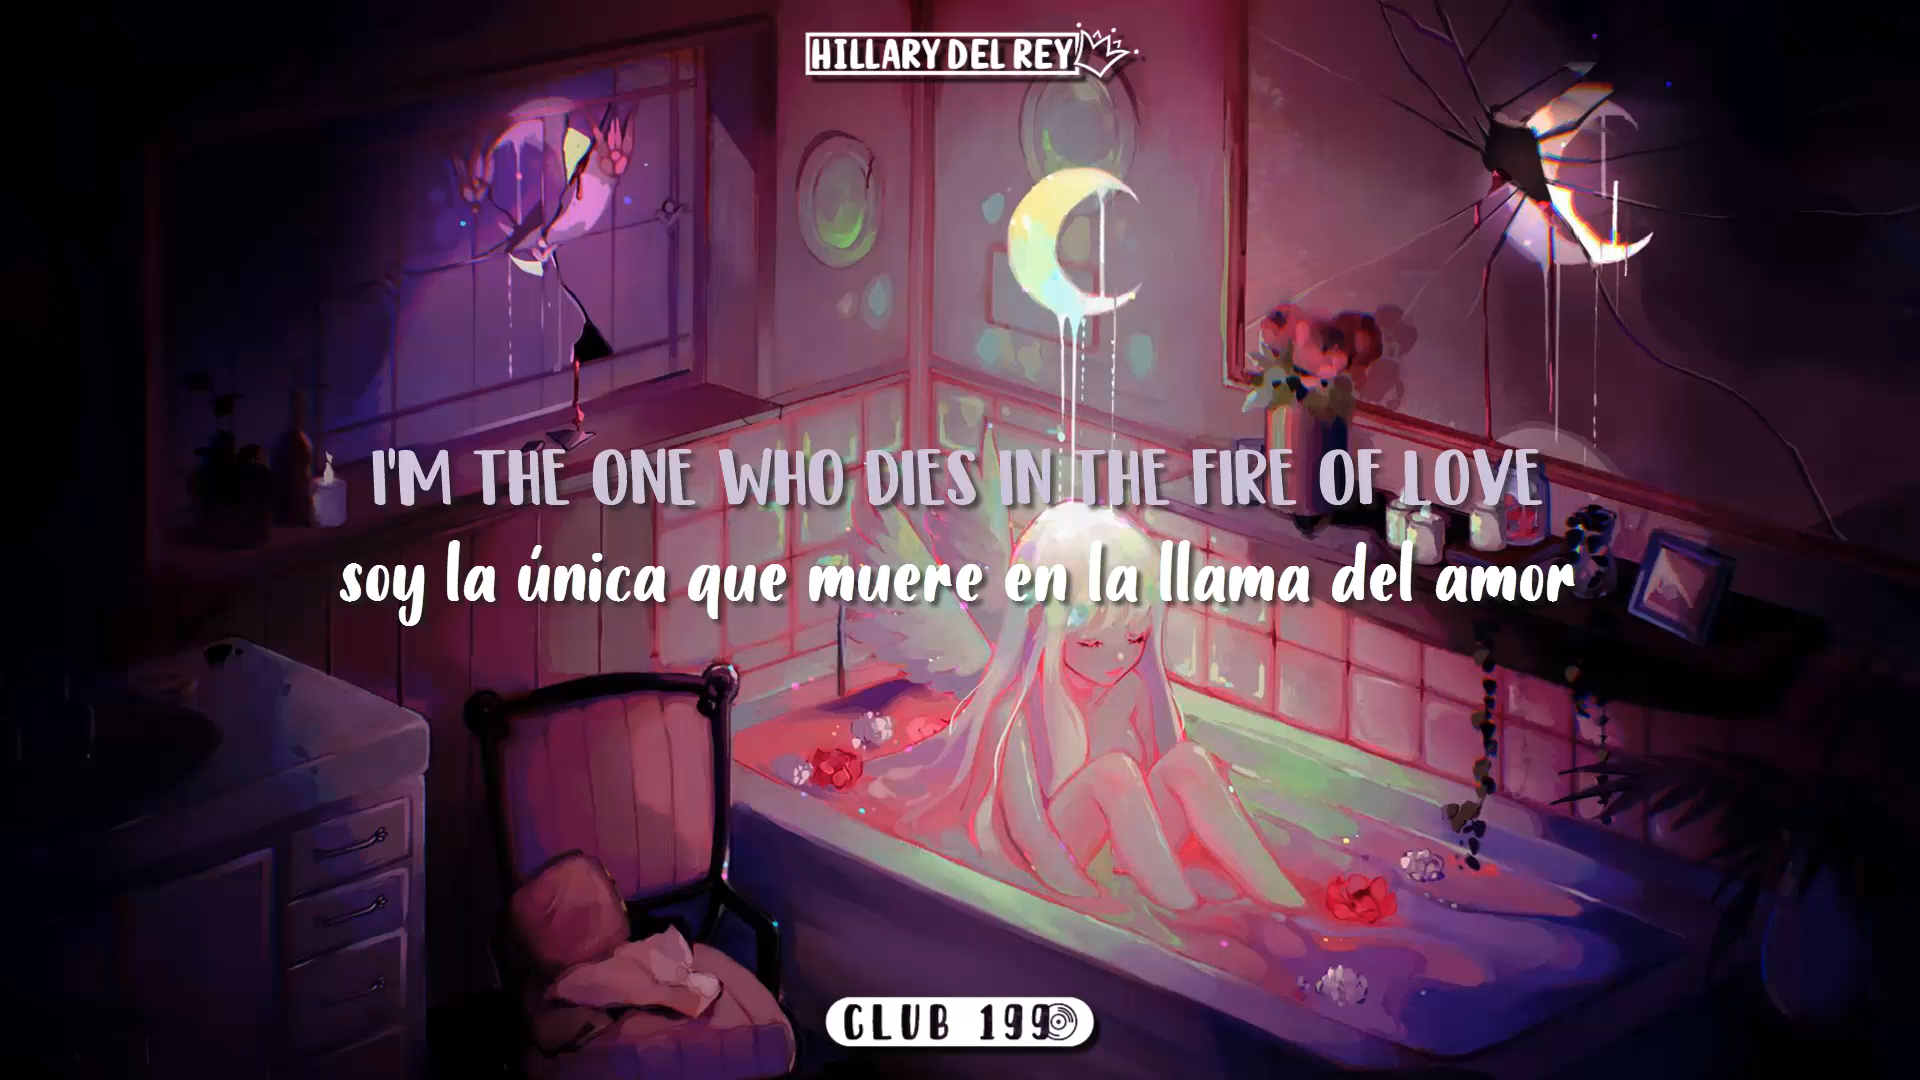 HILLARY DEL REY
I'M THE ONE WHO DIES IN THE FIRE OF LOVE
soy la única que muere en la llama del amor
CLUB 199